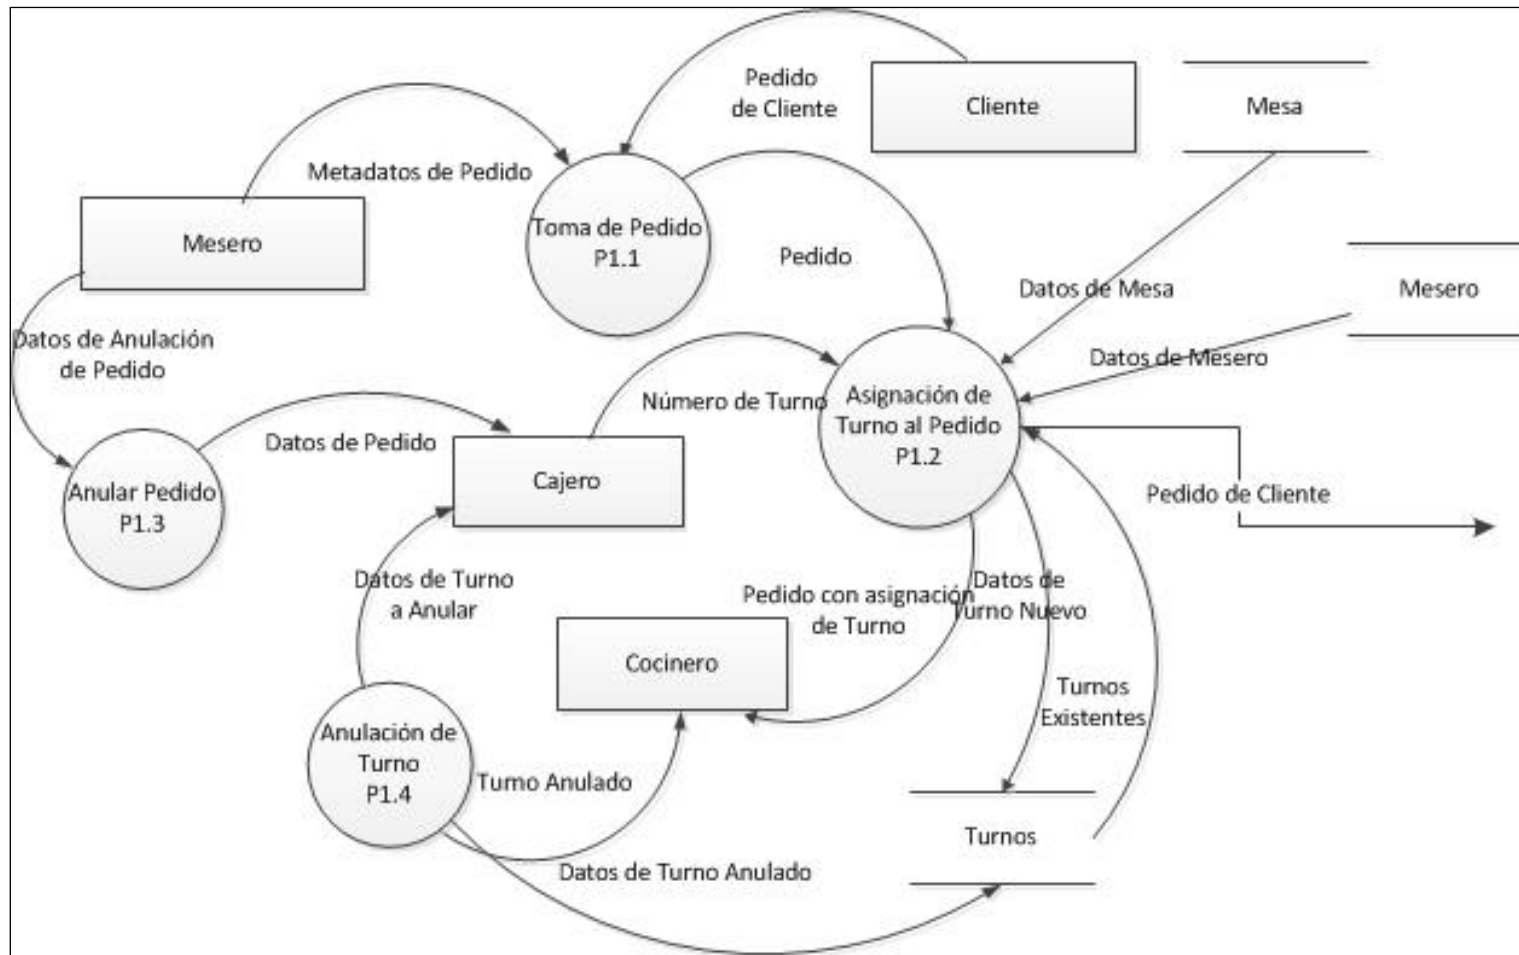 Pedido
de Cliente
Cliente
Mesa
Metadatos de Pedido
Mesero
Toma de Pedido
P1.1
Pedido
Datos de Mesa
Mesero
Datos de Anulación
de Pedido
Datos de Mesero
Número de Turno
Asignación de
Turno al Pedido
P1.2
Datos de Pedido
Cajero
Anular Pedido
P1.3
Pedido de Cliente
Datos de Turno
a Anular
Pedido con asignación
de Turno
Datos de
Turno Nuevo
Cocinero
Turnos
Existentes
Anulación de
Turno
P1.4
Turno Anulado
Turnos
Datos de Turno Anulado